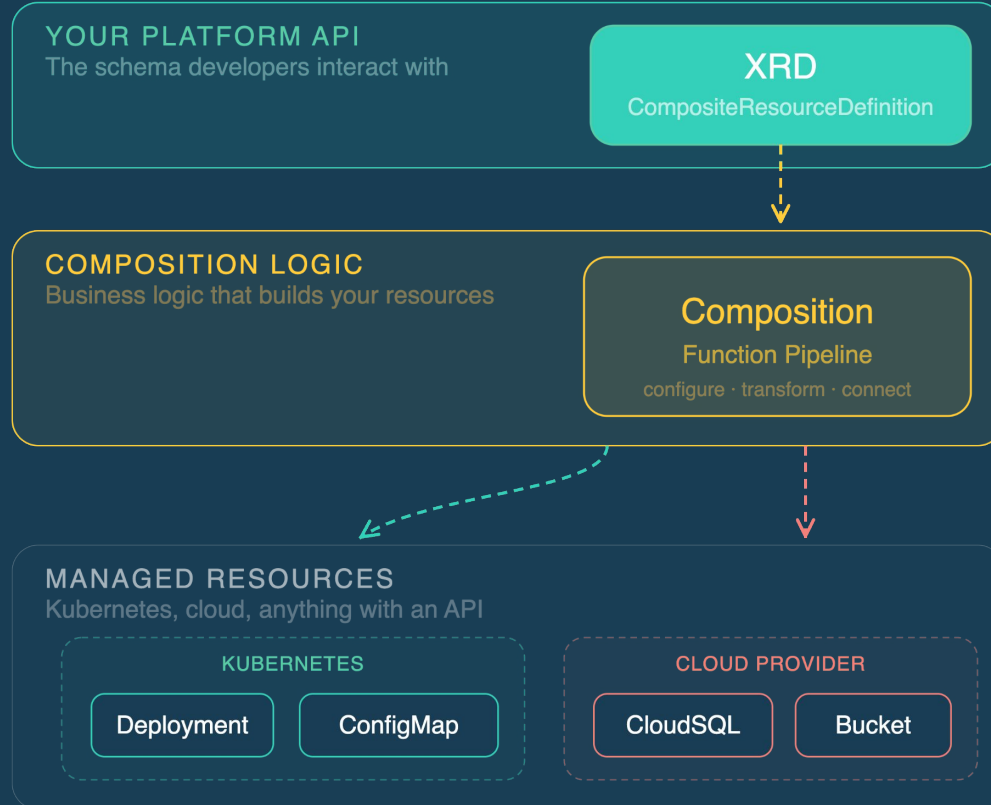 YOUR PLATFORM API
The schema developers interact with
XRD
CompositeResourceDefinition
COMPOSITION LOGIC
Business logic that builds your resources
Composition
Function Pipeline
configure · transform · connect
MANAGED RESOURCES
Kubernetes, cloud, anything with an API
KUBERNETES
Deployment
ConfigMap
CLOUD PROVIDER
CloudSQL
Bucket